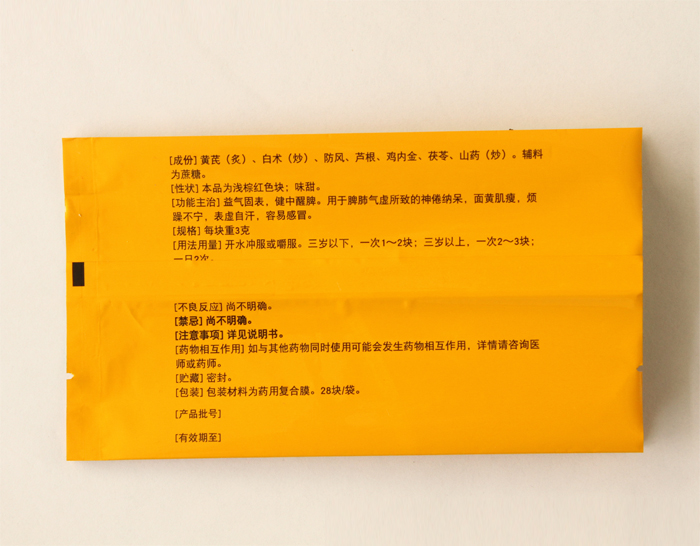 [成份] 黄芪（炙）、白术（炒）、防风、芦根、鸡内金、茯苓、山药（炒）。辅料
为蔗糖。
[性状] 本品为浅棕红色块；味甜。
[功能主治] 益气固表，健中醒脾。用于脾肺气虚所致的神倦纳呆，面黄肌瘦，烦
躁不宁，表虚自汗，容易感冒。
[规格] 每块重3克
[用法用量] 开水冲服或嚼服。三岁以下，一次1～2块；三岁以上，一次2～3块；
一日2次。
[不良反应] 尚不明确。
[禁忌] 尚不明确。
[注意事项] 详见说明书。
[药物相互作用] 如与其他药物同时使用可能会发生药物相互作用，详情请咨询医
师或药师。
[贮藏] 密封。
[包装] 包装材料为药用复合膜。28块/袋。
[产品批号]
[有效期至]